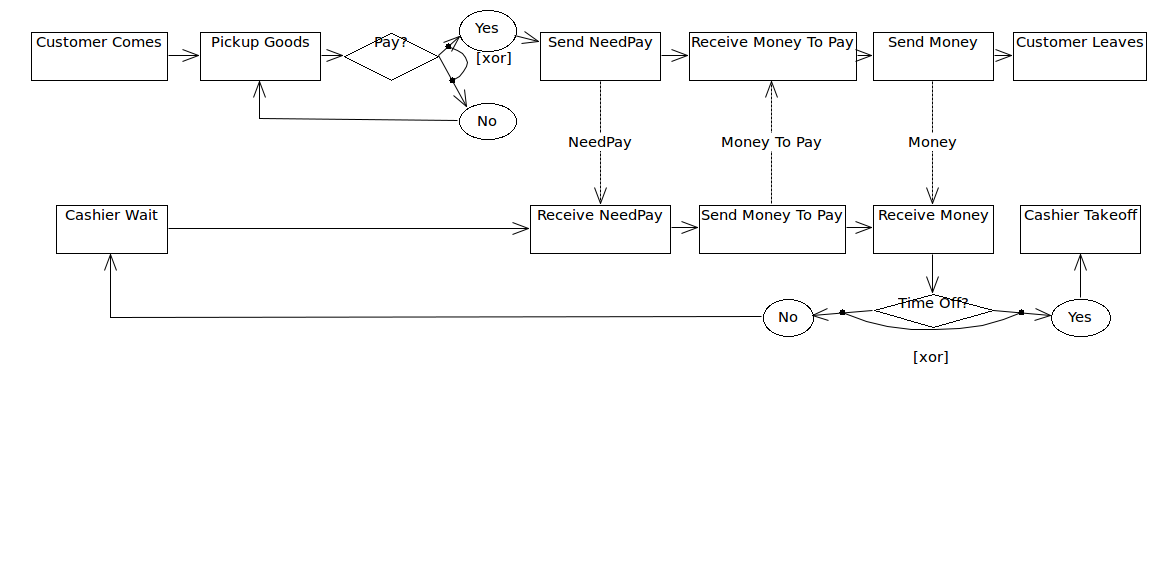 Customer Comes
Pickup Goods
Pay?
Yes
[xor]
Send NeedPay
Receive Money To Pay
Send Money
Customer Leaves
No
NeedPay
Money To Pay
Money
Cashier Wait
Receive NeedPay
Send Money To Pay
Receive Money
Cashier Takeoff
No
Time Off?
Yes
[xor]